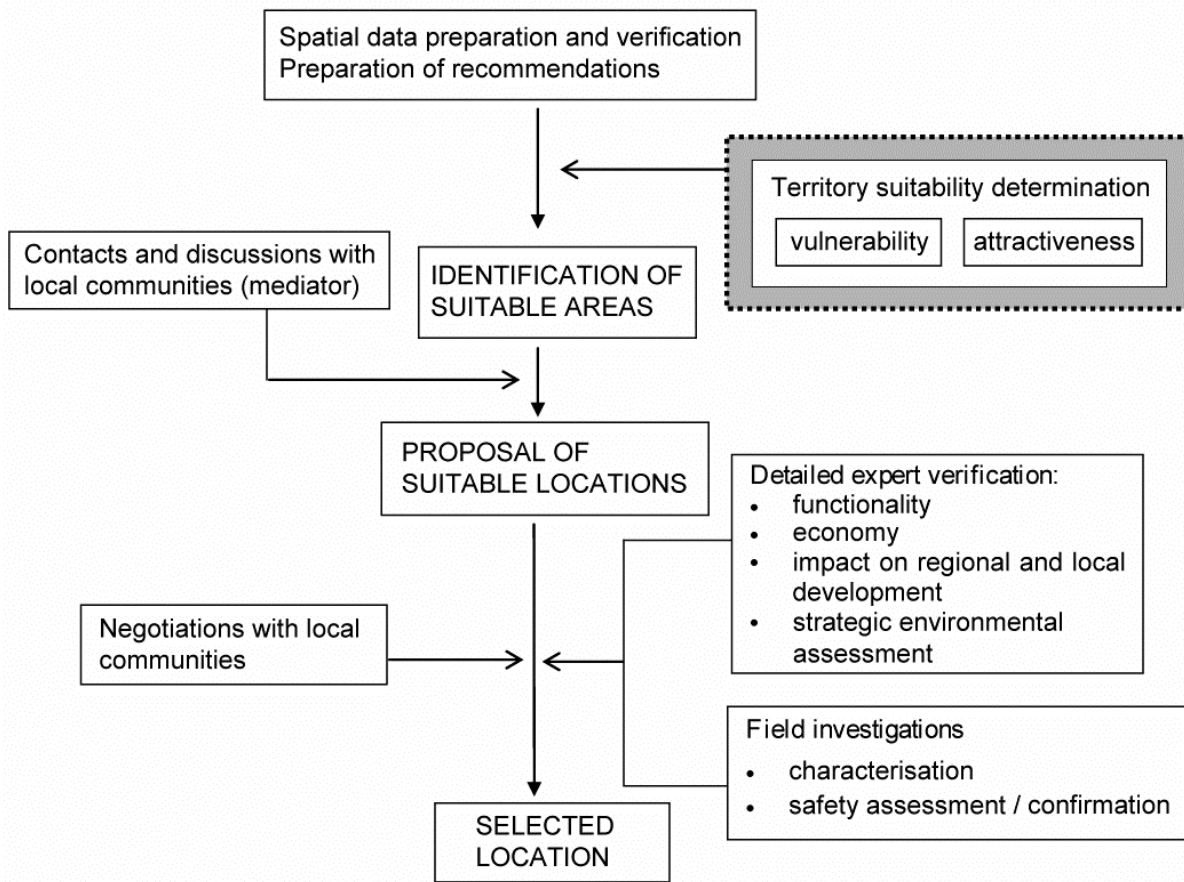 Spatial data preparation and verification
Preparation of recommendations
Territory suitability determination
vulnerability
attractiveness
Contacts and discussions with
local communities (mediator)
IDENTIFICATION OF
SUITABLE AREAS
PROPOSAL OF
SUITABLE LOCATIONS
Detailed expert verification:
• functionality
• economy
• impact on regional and local
development
• strategic environmental
assessment
Negotiations with local
communities
Field investigations
• characterisation
• safety assessment / confirmation
SELECTED
LOCATION